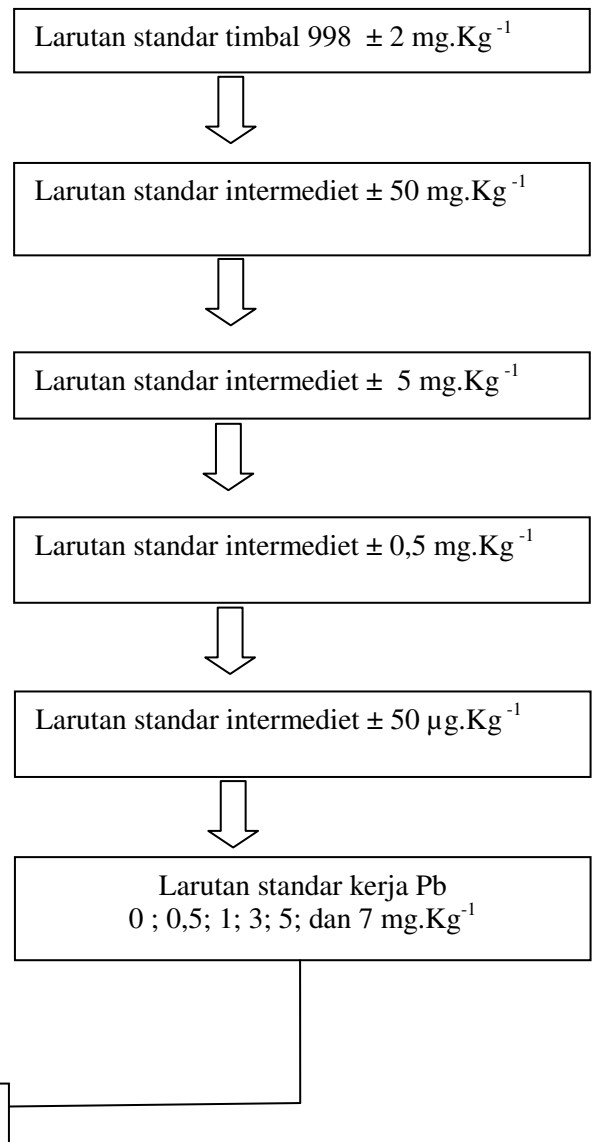 Larutan standar timbal 998 ± 2 mg.Kg⁻¹
Larutan standar intermediet ± 50 mg.Kg⁻¹
Larutan standar intermediet ± 5 mg.Kg⁻¹
Larutan standar intermediet ± 0,5 mg.Kg⁻¹
Larutan standar intermediet ± 50 µg.Kg⁻¹
Larutan standar kerja Pb
0 ; 0,5; 1; 3; 5; dan 7 mg.Kg⁻¹